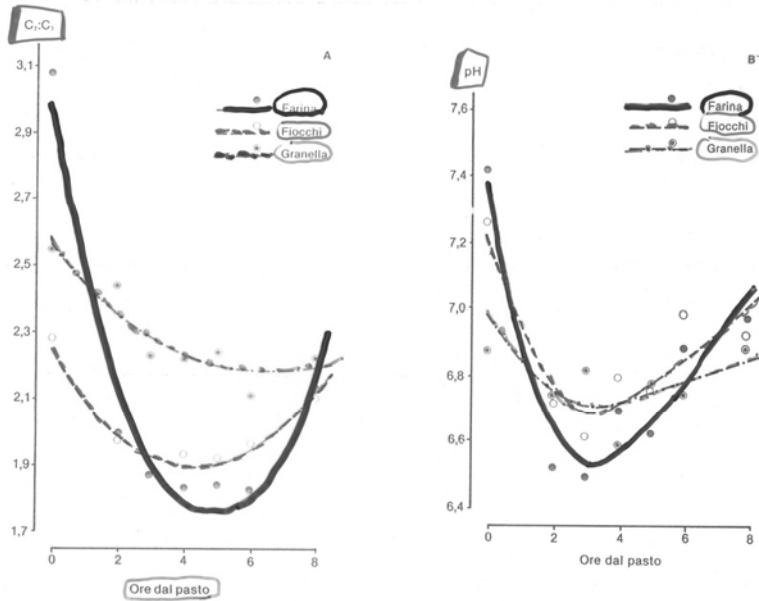 C₂:C₃
A
3,1
2,9
2,7
2,5
2,3
2,1
1,9
1,7
0
2
4
6
8
Ore dal pasto
Farina
Fiocchi
Granella
pH
B
7,6
7,4
7,2
7,0
6,8
6,6
6,4
0
2
4
6
8
Ore dal pasto
Farina
Fiocchi
Granella